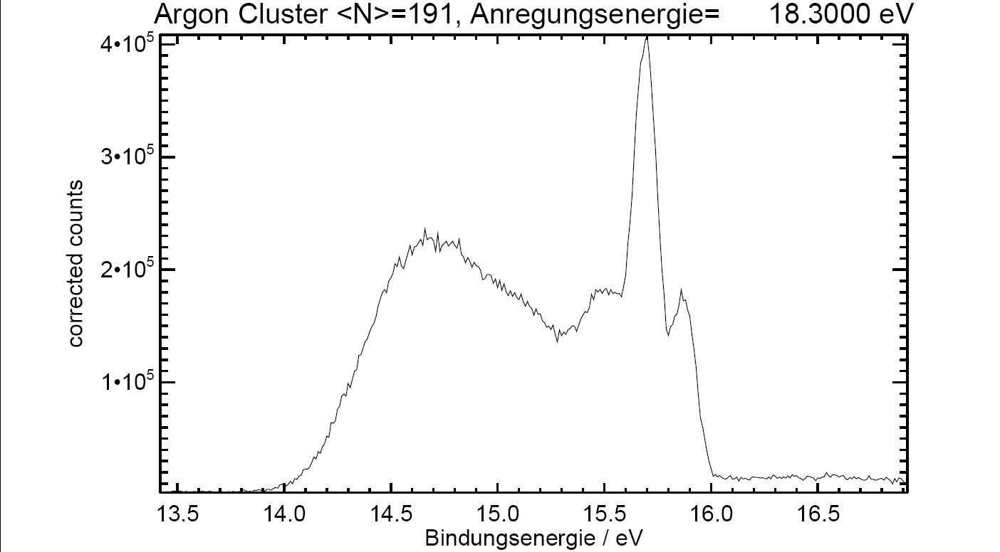 Argon Cluster <N>=191, Anregungsenergie= 18.3000 eV
4•10⁵
3•10⁵
2•10⁵
1•10⁵
corrected counts
13.5 14.0 14.5 15.0 15.5 16.0 16.5
Bindungsenergie / eV